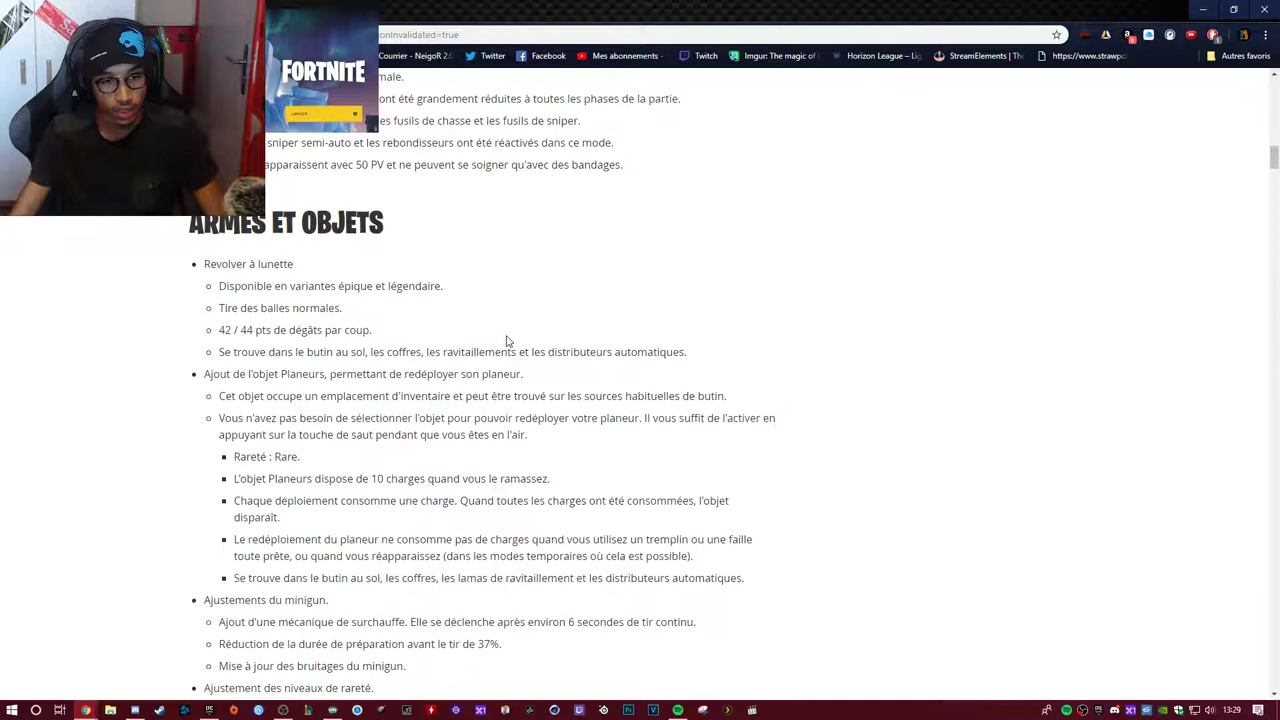 onInvalidated=true
Courrier - NeigoR 2
Twitter
Facebook
Mes abonnements -
Twitch
Imgur: The magic of
Horizon League – Lig
StreamElements | Th
https://www.strawpo
Autres favoris
FORTNITE
male.
ont été grandement réduites à toutes les phases de la partie.
es fusils de chasse et les fusils de sniper.
sniper semi-auto et les rebondisseurs ont été réactivés dans ce mode.
apparaissent avec 50 PV et ne peuvent se soigner qu'avec des bandages.
ARMES ET OBJETS
Revolver à lunette
Disponible en variantes épique et légendaire.
Tire des balles normales.
42 / 44 pts de dégâts par coup.
Se trouve dans le butin au sol, les coffres, les ravitaillements et les distributeurs automatiques.
Ajout de l'objet Planeurs, permettant de redéployer son planeur.
Cet objet occupe un emplacement d'inventaire et peut être trouvé sur les sources habituelles de butin.
Vous n'avez pas besoin de sélectionner l'objet pour pouvoir redéployer votre planeur. Il vous suffit de l'activer en
appuyant sur la touche de saut pendant que vous êtes en l'air.
Rareté : Rare.
L'objet Planeurs dispose de 10 charges quand vous le ramassez.
Chaque déploiement consomme une charge. Quand toutes les charges ont été consommées, l'objet
disparaît.
Le redéploiement du planeur ne consomme pas de charges quand vous utilisez un tremplin ou une faille
toute prête, ou quand vous réapparaissez (dans les modes temporaires où cela est possible).
Se trouve dans le butin au sol, les coffres, les lamas de ravitaillement et les distributeurs automatiques.
Ajustements du minigun.
Ajout d'une mécanique de surchauffe. Elle se déclenche après environ 6 secondes de tir continu.
Réduction de la durée de préparation avant le tir de 37%.
Mise à jour des bruitages du minigun.
Ajustement des niveaux de rareté.
13:29